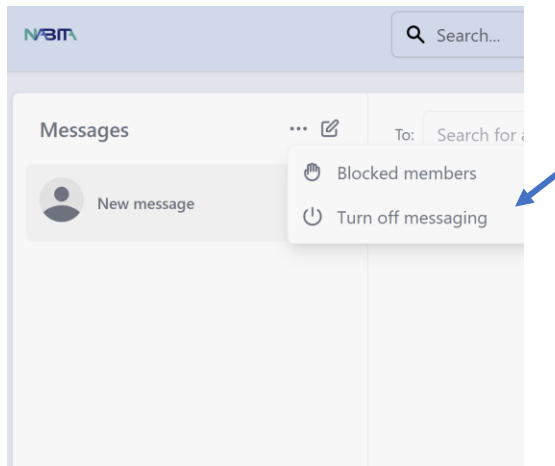 NABITA
Search...
Messages
To: Search for a
Blocked members
New message
Turn off messaging